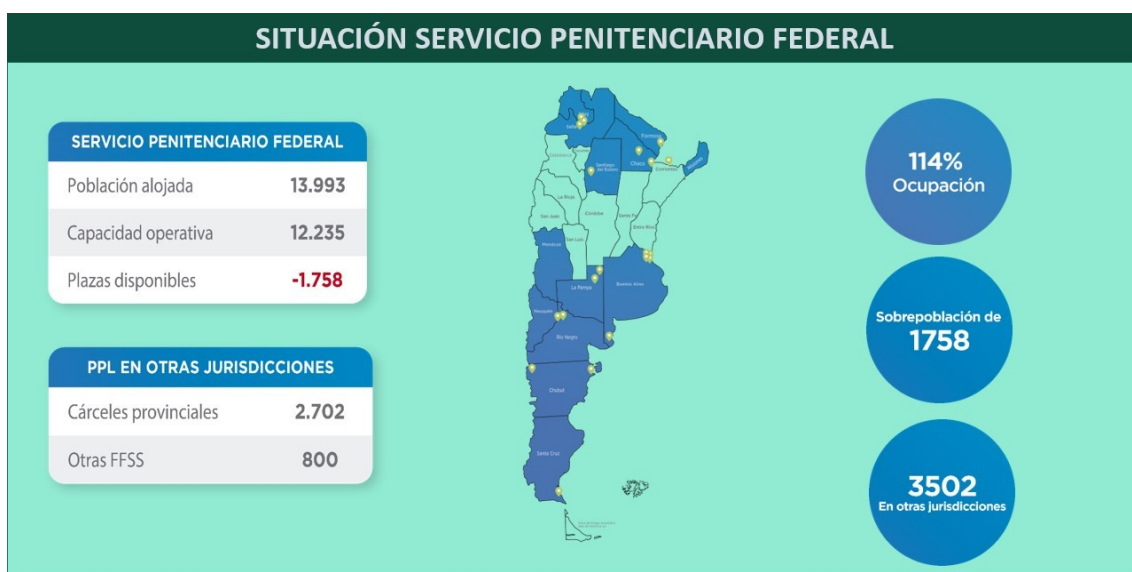 SITUACIÓN SERVICIO PENITENCIARIO FEDERAL
SERVICIO PENITENCIARIO FEDERAL
Población alojada 13.993
Capacidad operativa 12.235
Plazas disponibles -1.758
PPL EN OTRAS JURISDICCIONES
Cárceles provinciales 2.702
Otras FFSS 800
Salta
Formosa
Chaco
Santiago
Del Estero
Misiones
Corrientes
Catamarca
La Rioja
San Juan
Córdoba
Santa Fe
Entre Ríos
Mendoza
San Luis
La Pampa
Buenos Aires
Neuquén
Río Negro
Chubut
Santa Cruz
114%
Ocupación
Sobrepoblación de
1758
3502
En otras jurisdicciones